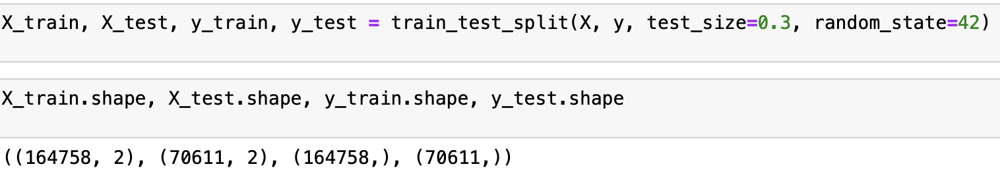 X_train, X_test, y_train, y_test = train_test_split(X, y, test_size=0.3, random_state=42)
X_train.shape, X_test.shape, y_train.shape, y_test.shape
((164758, 2), (70611, 2), (164758,), (70611,))